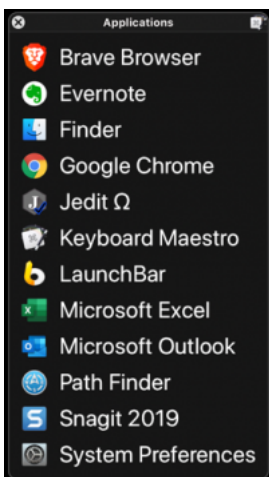 Applications
Brave Browser
Evernote
Finder
Google Chrome
Jedit Ω
Keyboard Maestro
LaunchBar
Microsoft Excel
Microsoft Outlook
Path Finder
Snagit 2019
System Preferences